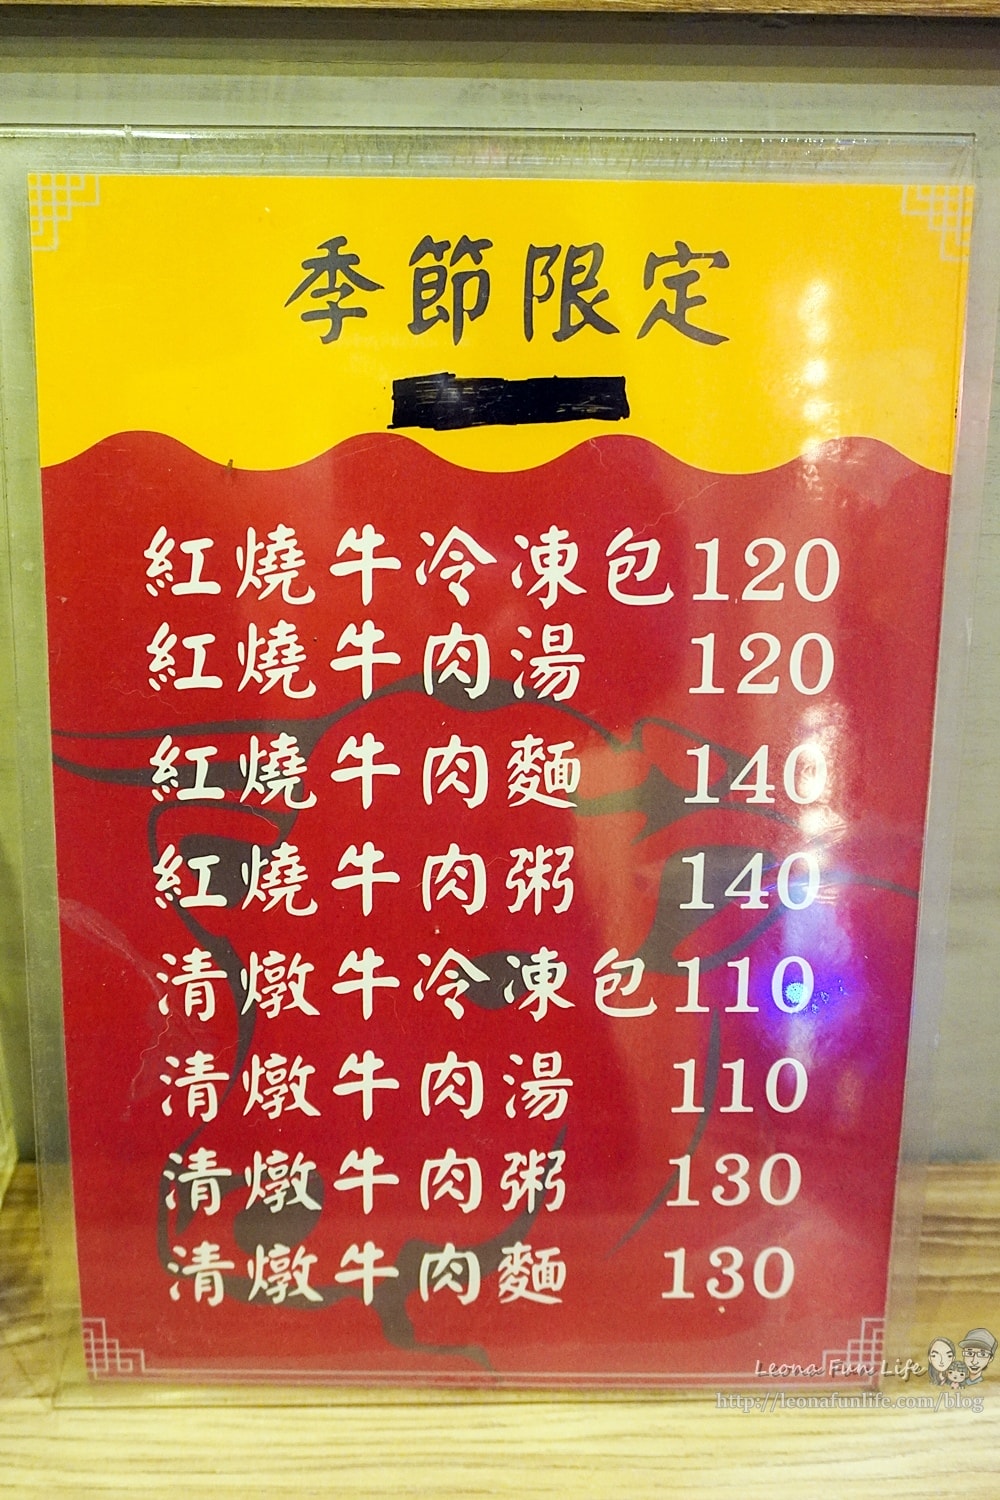 季節限定
紅燒牛冷凍包120
紅燒牛肉湯 120
紅燒牛肉麵 140
紅燒牛肉粥 140
清燉牛冷凍包110
清燉牛肉湯 110
清燉牛肉粥 130
清燉牛肉麵 130
Leona Fun Life
http://leonafunlife.com/blog